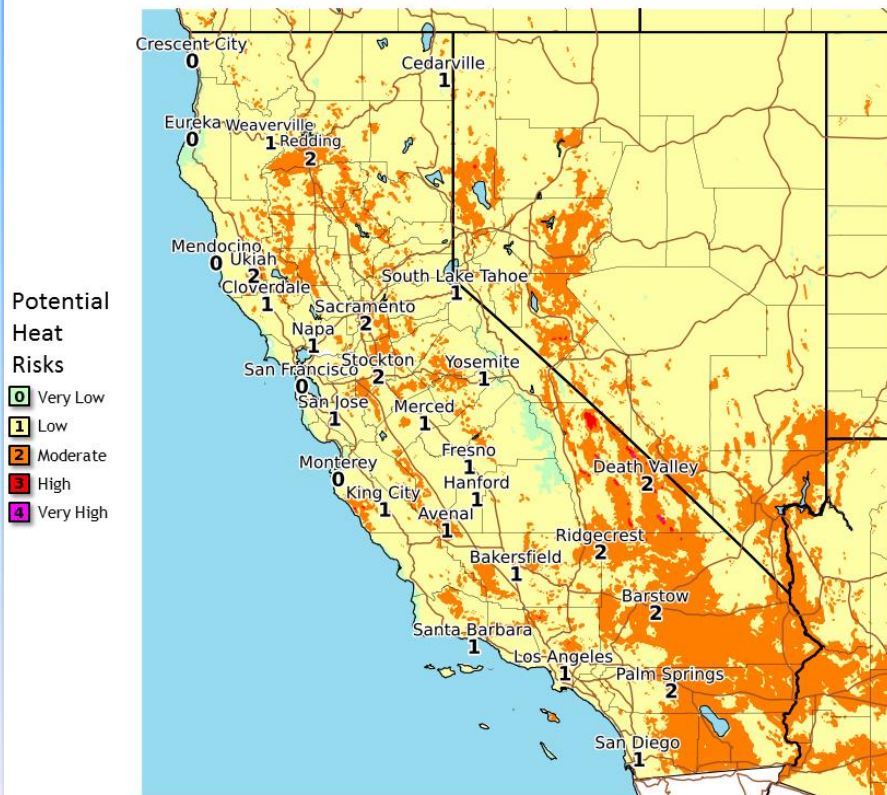 Crescent City
0
Cedarville
1
Eureka
0
Weaverville
1
Redding
2
Mendocino
0
Ukiah
2
Cloverdale
1
South Lake Tahoe
1
Sacramento
2
Napa
1
San Francisco
0
Stockton
2
Yosemite
1
San Jose
1
Merced
1
Monterey
0
Fresno
1
Hanford
1
King City
1
Avenal
1
Death Valley
2
Ridgecrest
2
Bakersfield
1
Barstow
2
Santa Barbara
1
Los Angeles
1
Palm Springs
2
San Diego
1
Potential
Heat
Risks
0 Very Low
1 Low
2 Moderate
3 High
4 Very High